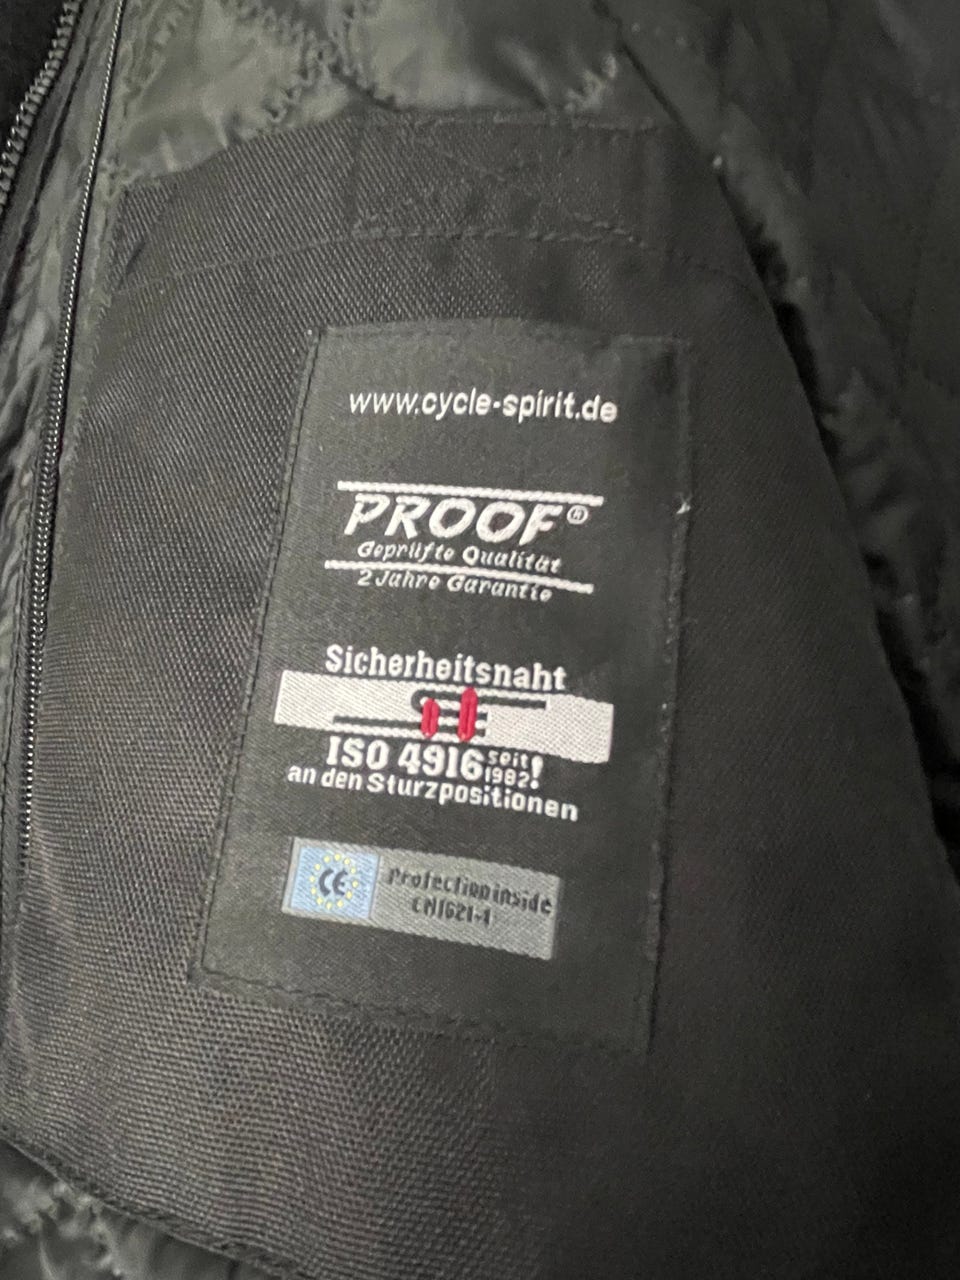 www.cycle-spirit.de
PROOF®
Geprüfte Qualität
2 Jahre Garantie
Sicherheitsnaht
ISO 4916 seit 1982!
an den Sturzpositionen
CE Protection inside
EN1621-1